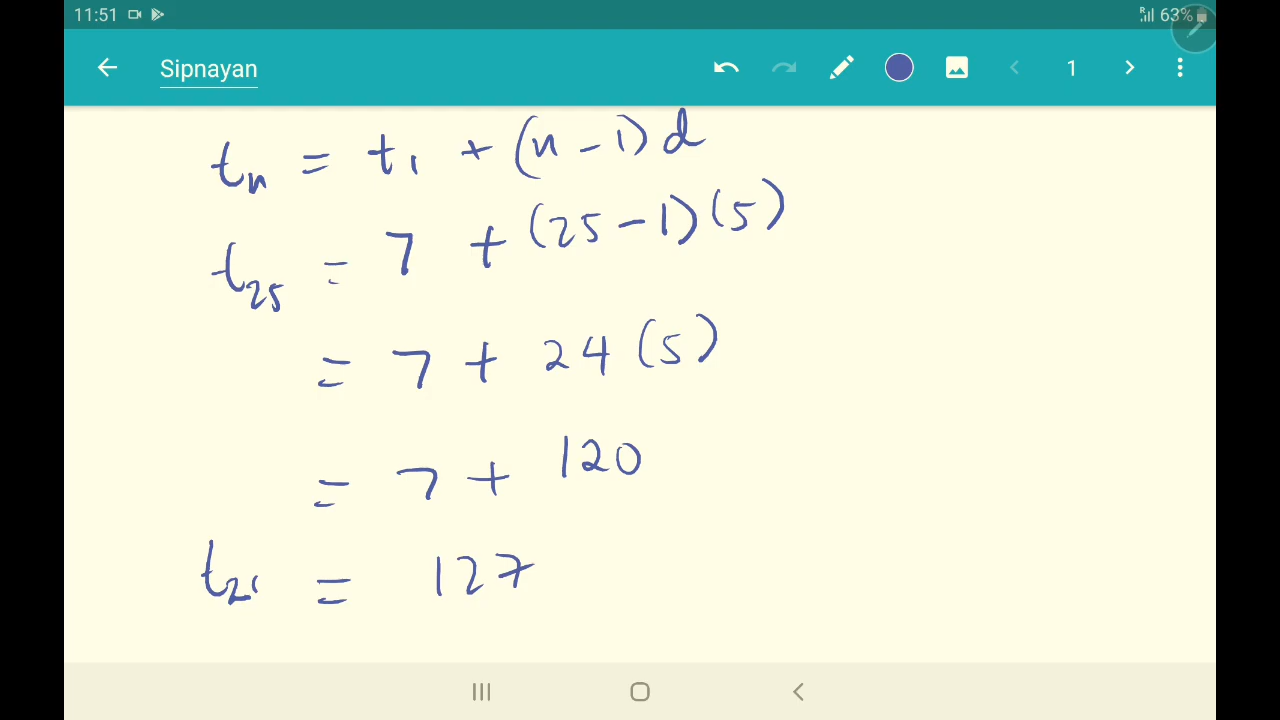 11:51 R 63%
Sipnayan 1
tn = t1 + (n - 1) d
t25 = 7 + (25 - 1) (5)
= 7 + 24 (5)
= 7 + 120
= 127